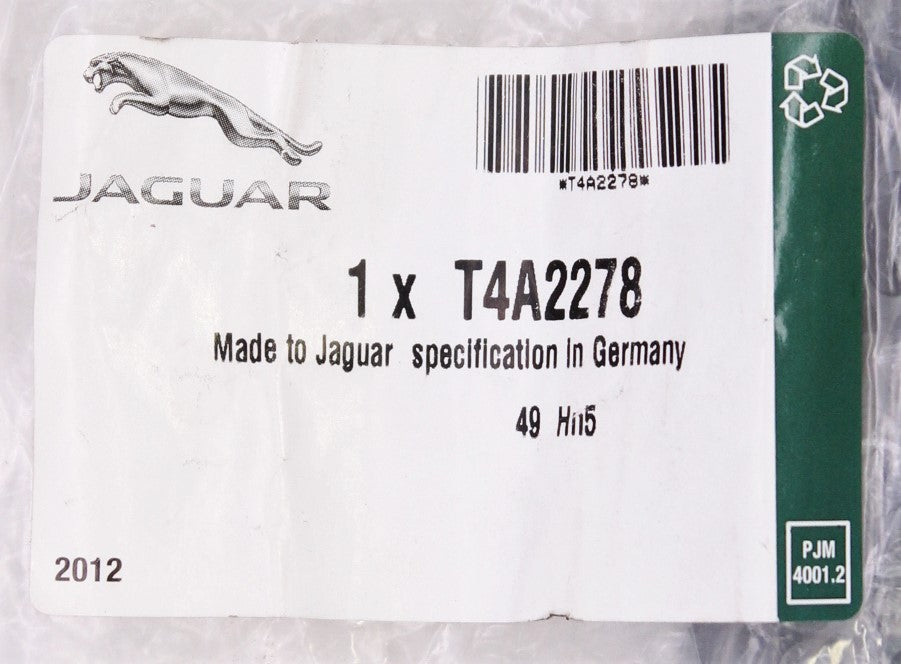 JAGUAR
*T4A2278*
1 x T4A2278
Made to Jaguar specification in Germany
49
2012
PJM
4001.2